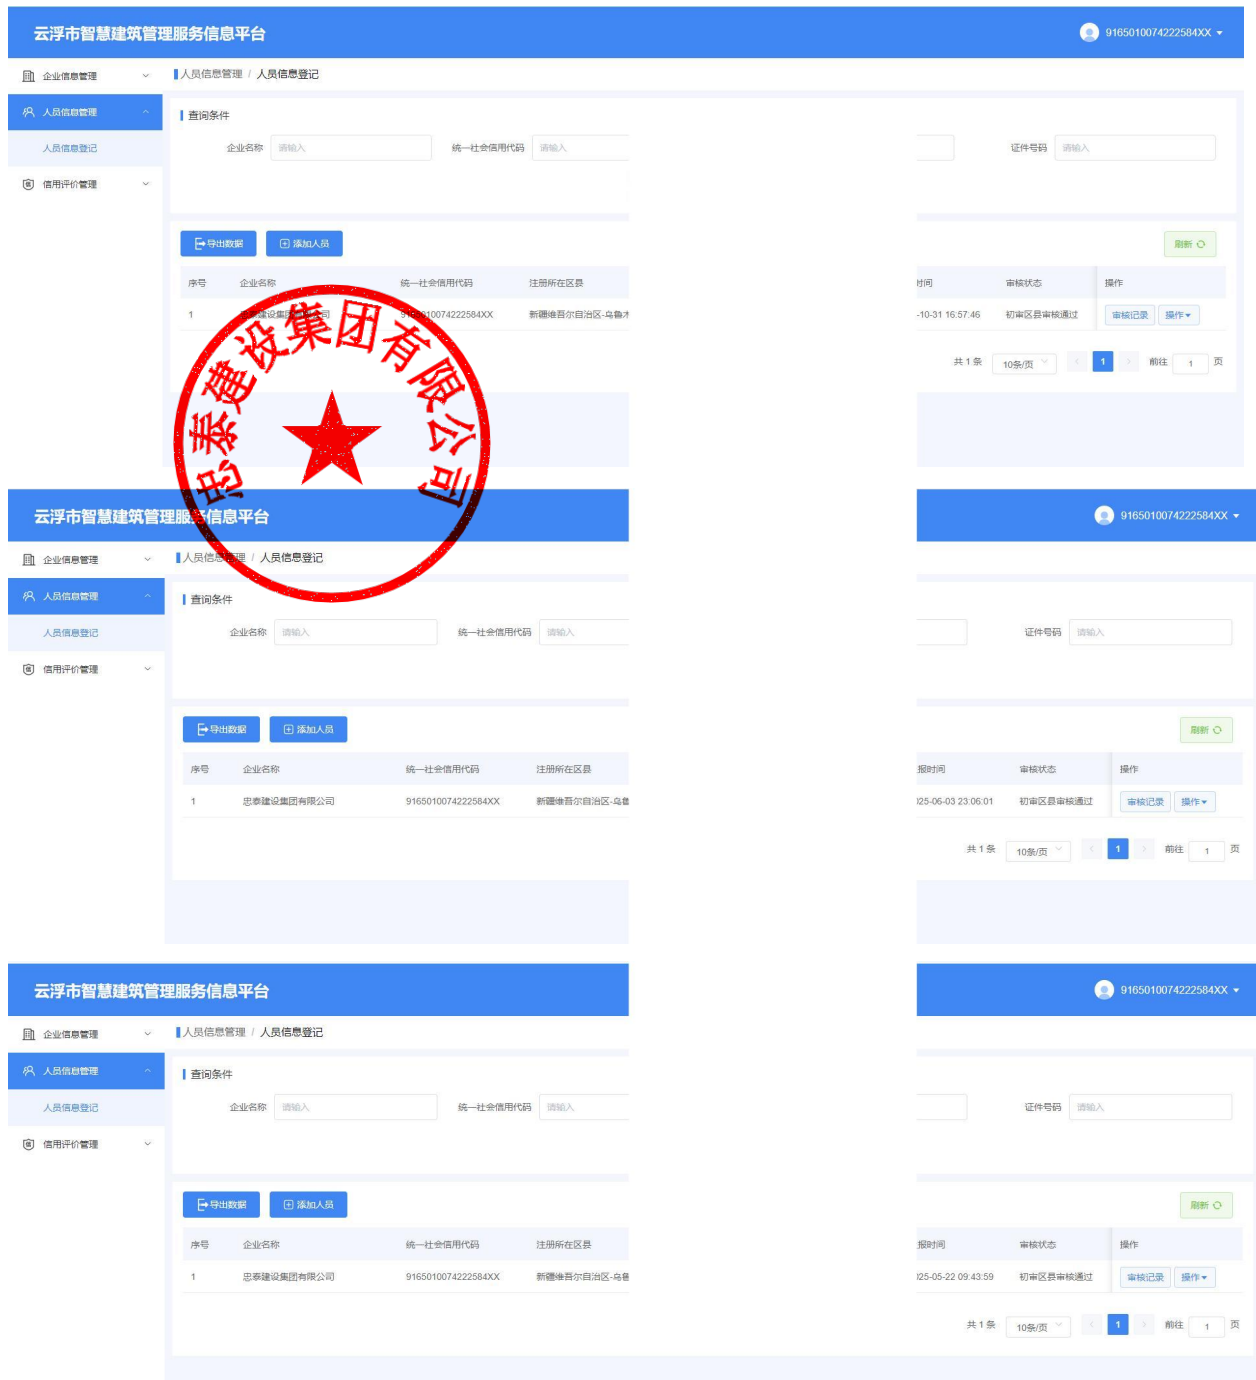 云浮市智慧建筑管理服务信息平台 9165010074222584XX
企业信息管理 人员信息管理 / 人员信息登记
人员信息管理 查询条件
人员信息登记 企业名称 请输入 统一社会信用代码 请输入 证件号码 请输入
信用评价管理
导出数据 添加人员 刷新
序号 企业名称 统一社会信用代码 注册所在区县 时间 审核状态 操作
1 忠泰建设集团有限公司 9165010074222584XX 新疆维吾尔自治区-乌鲁木 -10-31 16:57:46 初审区县审核通过 审核记录 操作
共 1 条 10条/页 1 前往 1 页
忠泰建设集团有限公司
云浮市智慧建筑管理服务信息平台 9165010074222584XX
企业信息管理 人员信息管理 / 人员信息登记
人员信息管理 查询条件
人员信息登记 企业名称 请输入 统一社会信用代码 请输入 证件号码 请输入
信用评价管理
导出数据 添加人员 刷新
序号 企业名称 统一社会信用代码 注册所在区县 报时间 审核状态 操作
1 忠泰建设集团有限公司 9165010074222584XX 新疆维吾尔自治区-乌鲁 25-06-03 23:06:01 初审区县审核通过 审核记录 操作
共 1 条 10条/页 1 前往 1 页
云浮市智慧建筑管理服务信息平台 9165010074222584XX
企业信息管理 人员信息管理 / 人员信息登记
人员信息管理 查询条件
人员信息登记 企业名称 请输入 统一社会信用代码 请输入 证件号码 请输入
信用评价管理
导出数据 添加人员 刷新
序号 企业名称 统一社会信用代码 注册所在区县 报时间 审核状态 操作
1 忠泰建设集团有限公司 9165010074222584XX 新疆维吾尔自治区-乌鲁 25-05-22 09:43:59 初审区县审核通过 审核记录 操作
共 1 条 10条/页 1 前往 1 页